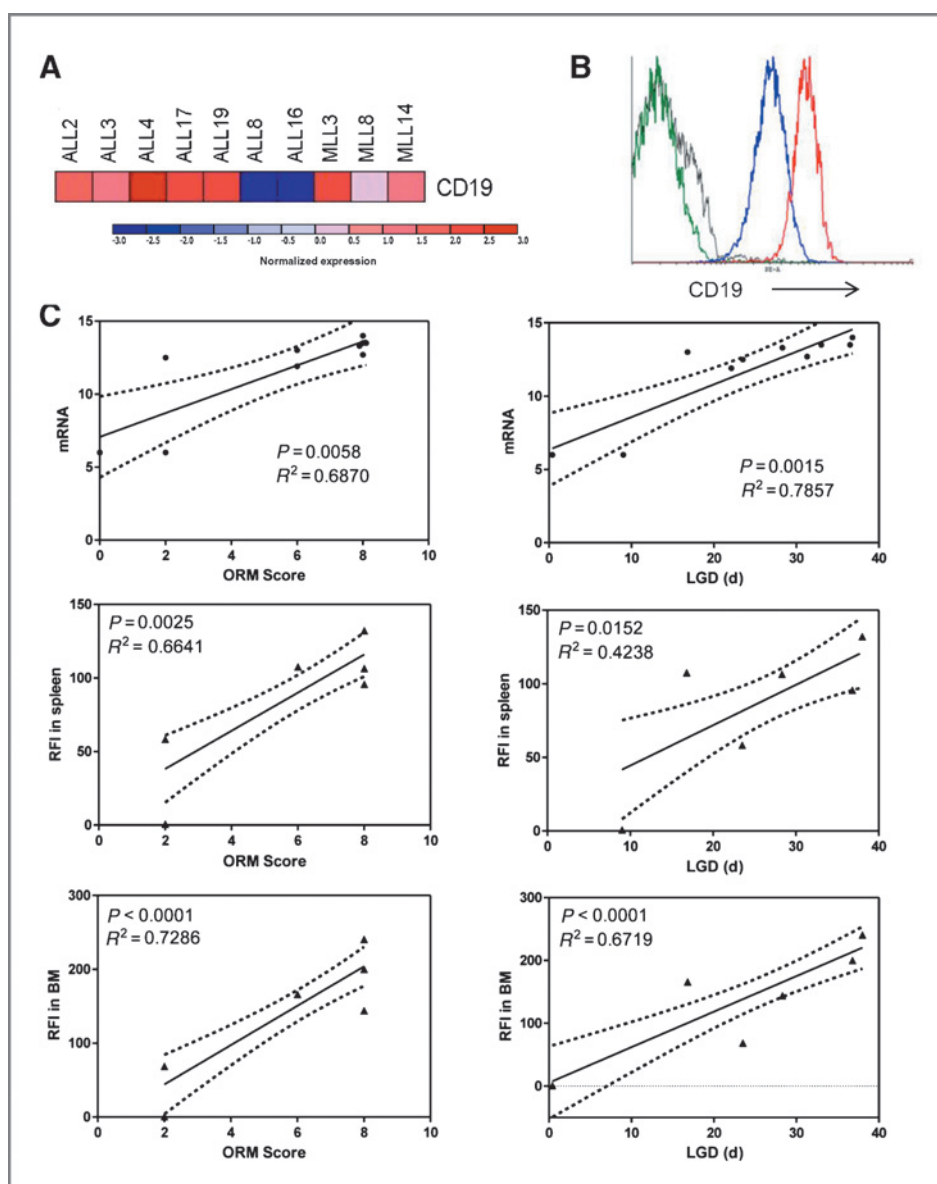 A
ALL2 ALL3 ALL4 ALL17 ALL19 ALL8 ALL16 MLL3 MLL8 MLL14
CD19
-3.0 -2.5 -1.5 -1.0 -0.5 0.0 0.5 1.0 1.5 2.0 2.5 3.0
Normalized expression
B
CD19
C
15
10
5
0
mRNA
P = 0.0058
R² = 0.6870
0 2 4 6 8 10
ORM Score
15
10
5
0
mRNA
P = 0.0015
R² = 0.7857
0 10 20 30 40
LGD (d)
150
100
50
0
RFI in spleen
P = 0.0025
R² = 0.6641
0 2 4 6 8 10
ORM Score
150
100
50
0
RFI in spleen
P = 0.0152
R² = 0.4238
0 10 20 30 40
LGD (d)
300
200
100
0
RFI in BM
P < 0.0001
R² = 0.7286
0 2 4 6 8 10
ORM Score
300
200
100
0
RFI in BM
P < 0.0001
R² = 0.6719
10 20 30 40
LGD (d)